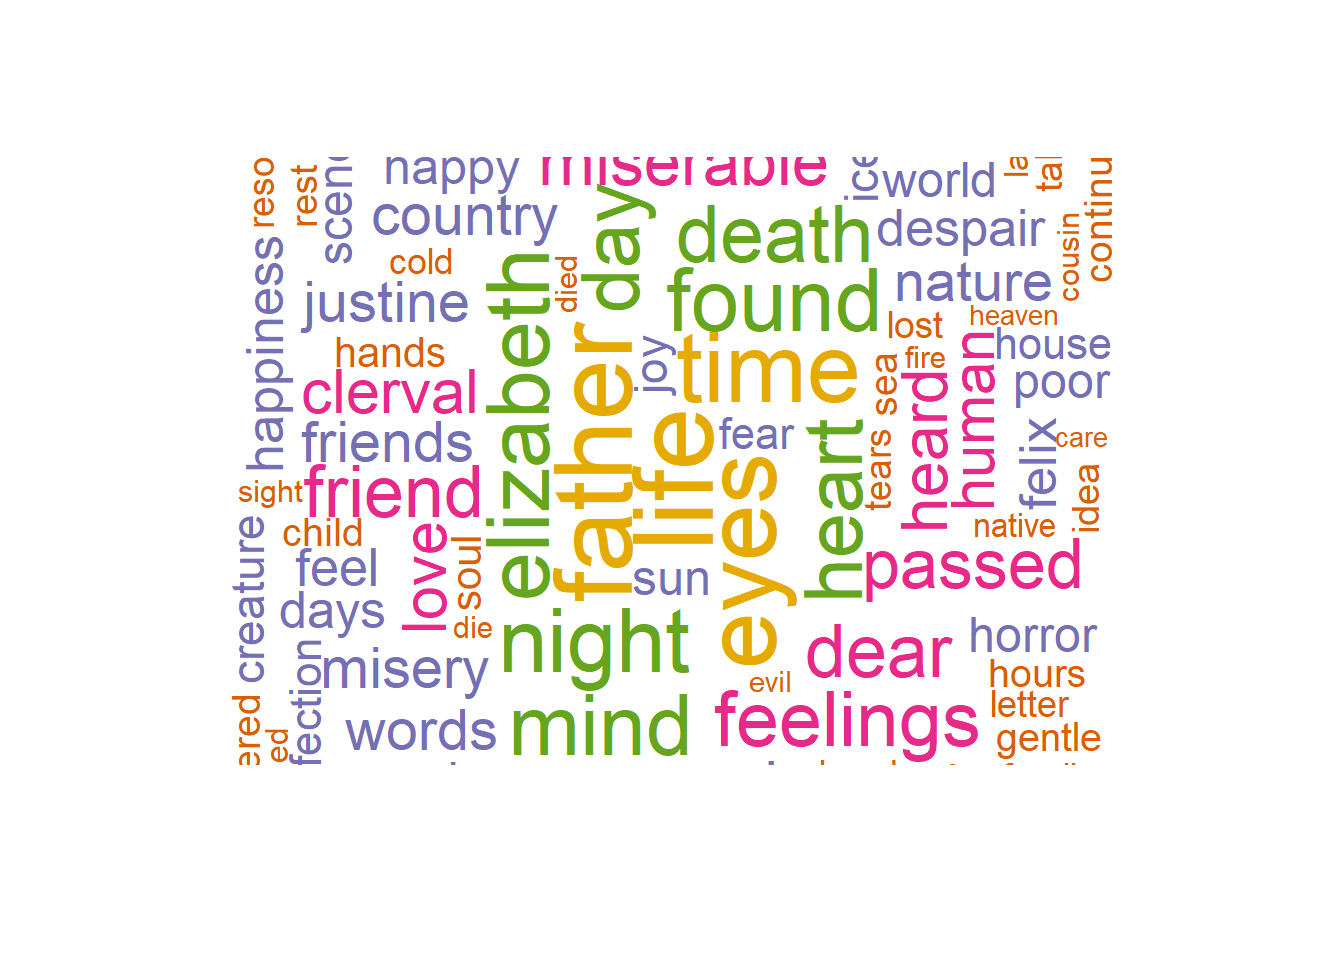 reso
rest
scen
happy
miserable
ice
world
la
tal
continu
country
day
death
despair
cousin
cold
died
happiness
justine
elizabeth
found
nature
lost
heaven
hands
father
joy
time
fire
house
clerval
life
sea
heard
human
poor
friends
fear
heart
tears
felix
care
sight
friend
eyes
idea
child
love
soul
native
creature
feel
sun
passed
days
die
night
dear
horror
misery
evil
hours
fection
ered
ed
words
mind
feelings
letter
gentle